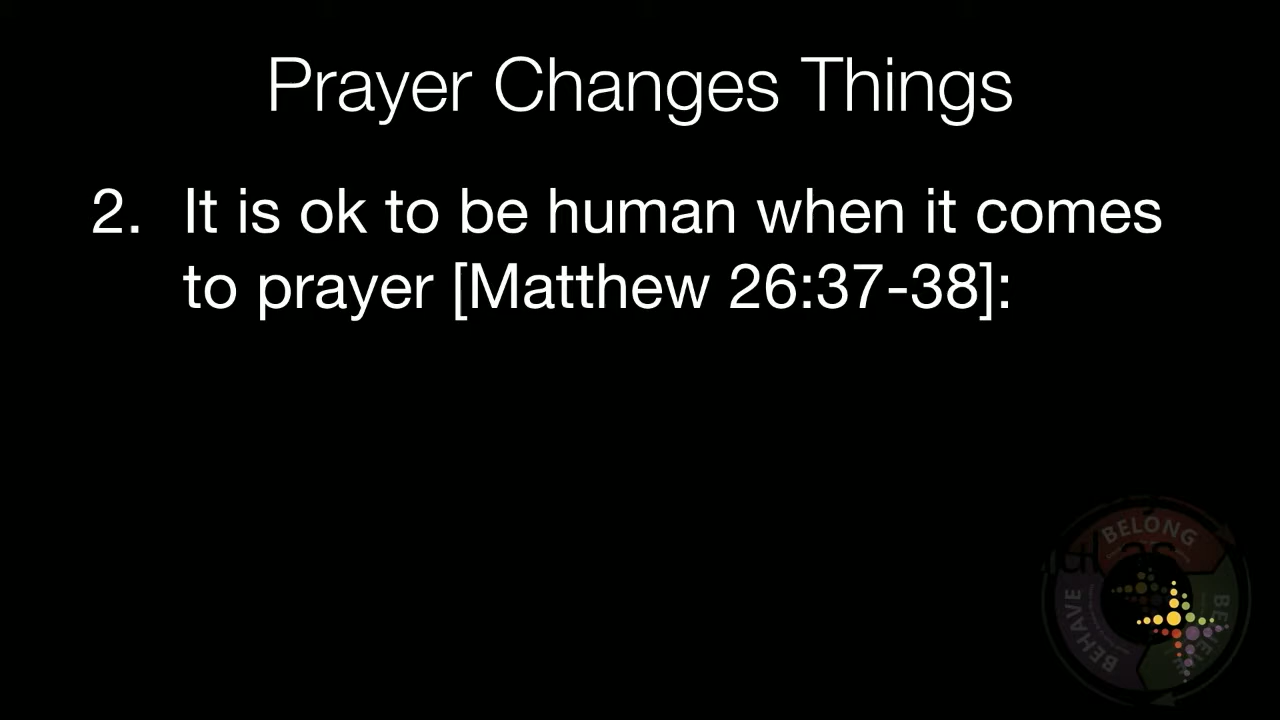 Prayer Changes Things
2. It is ok to be human when it comes
to prayer [Matthew 26:37-38]:
BELONG
BEHAVE